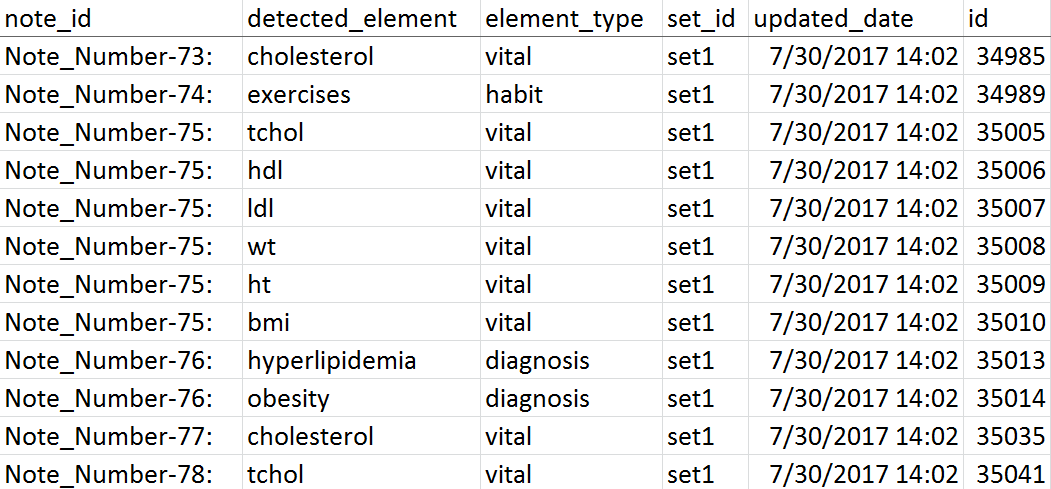 note_id detected_element element_type set_id updated_date id
Note_Number-73: cholesterol vital set1 7/30/2017 14:02 34985
Note_Number-74: exercises habit set1 7/30/2017 14:02 34989
Note_Number-75: tchol vital set1 7/30/2017 14:02 35005
Note_Number-75: hdl vital set1 7/30/2017 14:02 35006
Note_Number-75: ldl vital set1 7/30/2017 14:02 35007
Note_Number-75: wt vital set1 7/30/2017 14:02 35008
Note_Number-75: ht vital set1 7/30/2017 14:02 35009
Note_Number-75: bmi vital set1 7/30/2017 14:02 35010
Note_Number-76: hyperlipidemia diagnosis set1 7/30/2017 14:02 35013
Note_Number-76: obesity diagnosis set1 7/30/2017 14:02 35014
Note_Number-77: cholesterol vital set1 7/30/2017 14:02 35035
Note_Number-78: tchol vital set1 7/30/2017 14:02 35041